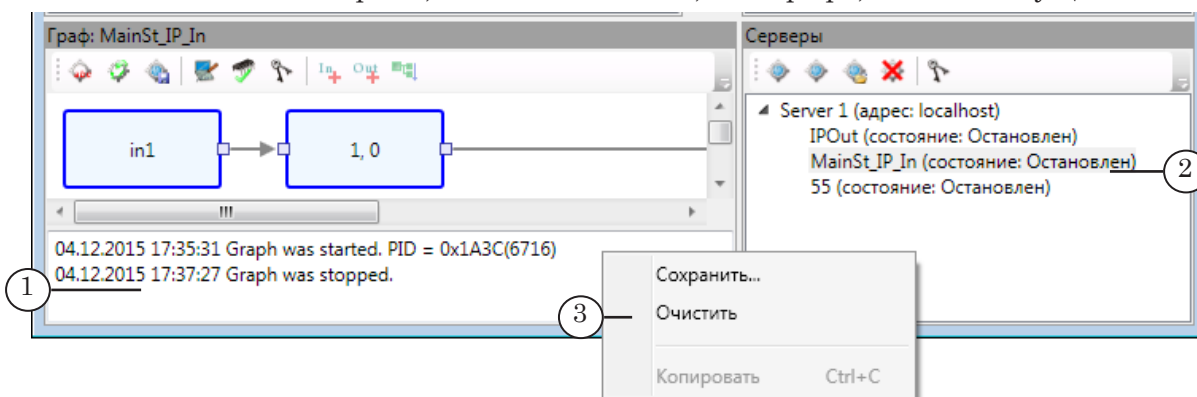 Граф: MainSt_IP_In
In Out
in1
1, 0
04.12.2015 17:35:31 Graph was started. PID = 0x1A3C(6716)
04.12.2015 17:37:27 Graph was stopped.
1
Серверы
Server 1 (адрес: localhost)
IPOut (состояние: Остановлен)
MainSt_IP_In (состояние: Остановлен)
2
55 (состояние: Остановлен)
3
Сохранить...
Очистить
Копировать Ctrl+C